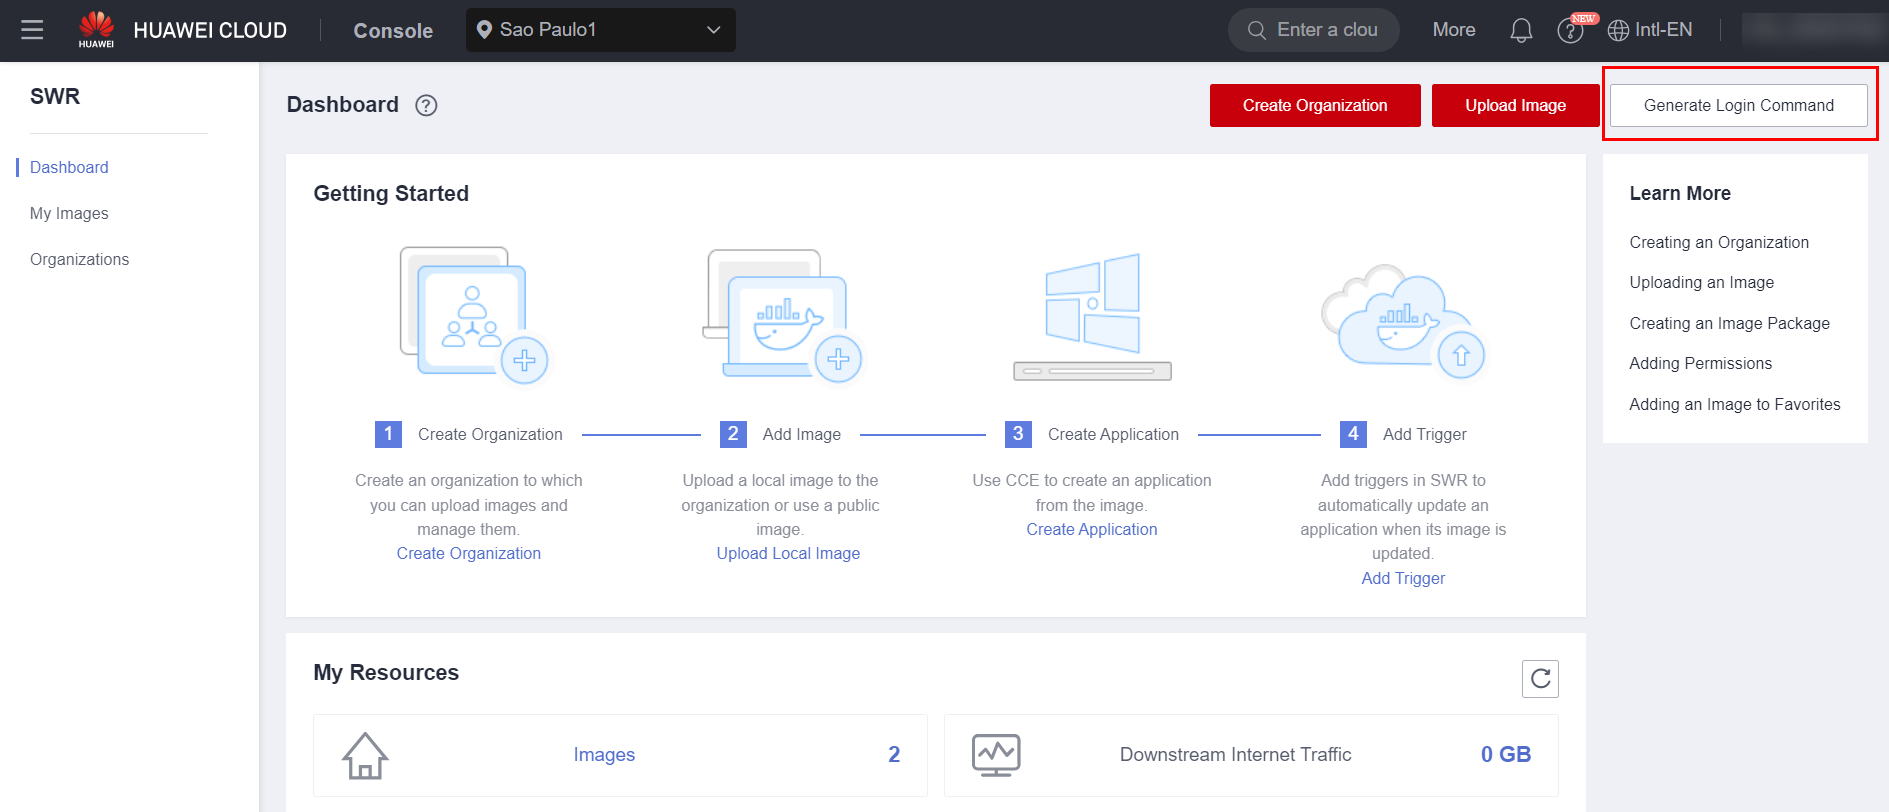 HUAWEI
HUAWEI CLOUD
Console
Sao Paulo1
Enter a clou
More
NEW
?
Intl-EN
SWR
Dashboard
My Images
Organizations
Dashboard ?
Create Organization
Upload Image
Generate Login Command
Getting Started
1 Create Organization
Create an organization to which
you can upload images and
manage them.
Create Organization
2 Add Image
Upload a local image to the
organization or use a public
image.
Upload Local Image
3 Create Application
Use CCE to create an application
from the image.
Create Application
4 Add Trigger
Add triggers in SWR to
automatically update an
application when its image is
updated.
Add Trigger
Learn More
Creating an Organization
Uploading an Image
Creating an Image Package
Adding Permissions
Adding an Image to Favorites
My Resources
Images 2
Downstream Internet Traffic 0 GB